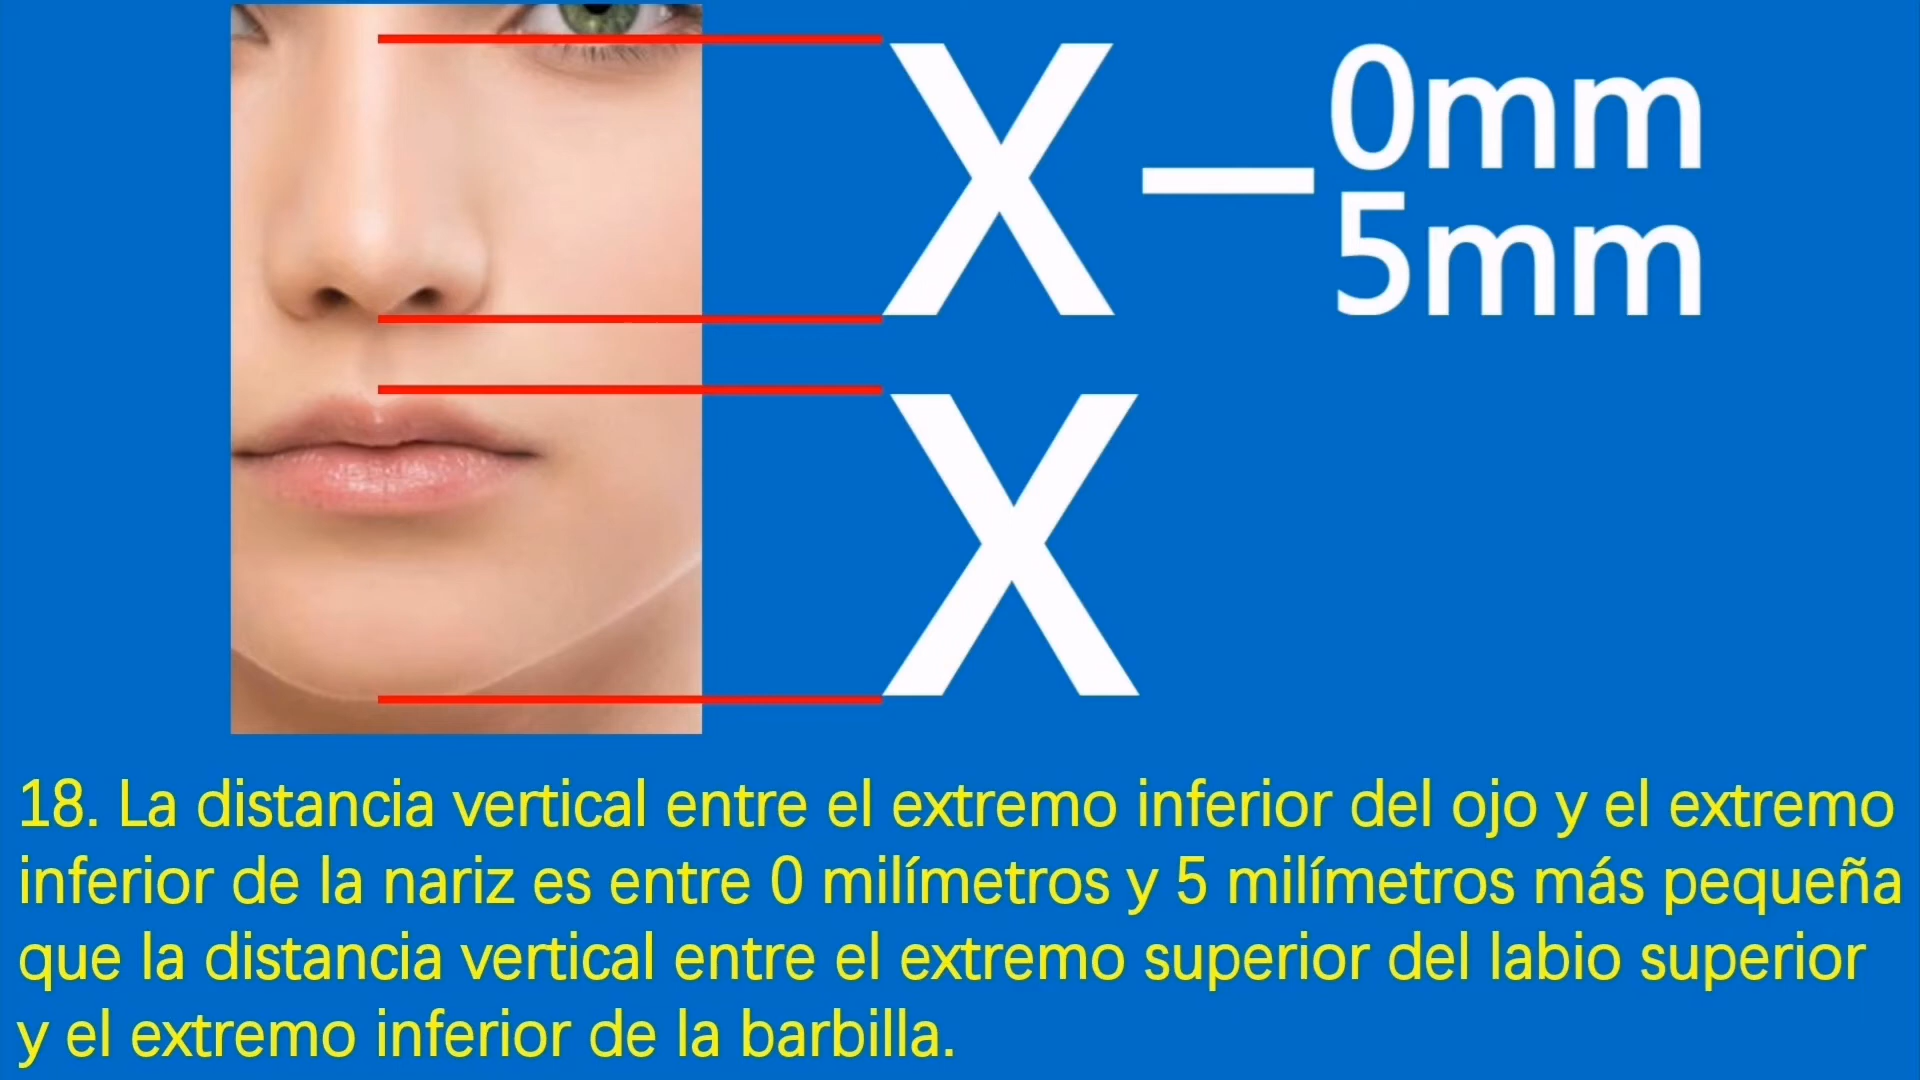 X — 0mm
5mm
X
18. La distancia vertical entre el extremo inferior del ojo y el extremo
inferior de la nariz es entre 0 milímetros y 5 milímetros más pequeña
que la distancia vertical entre el extremo superior del labio superior
y el extremo inferior de la barbilla.